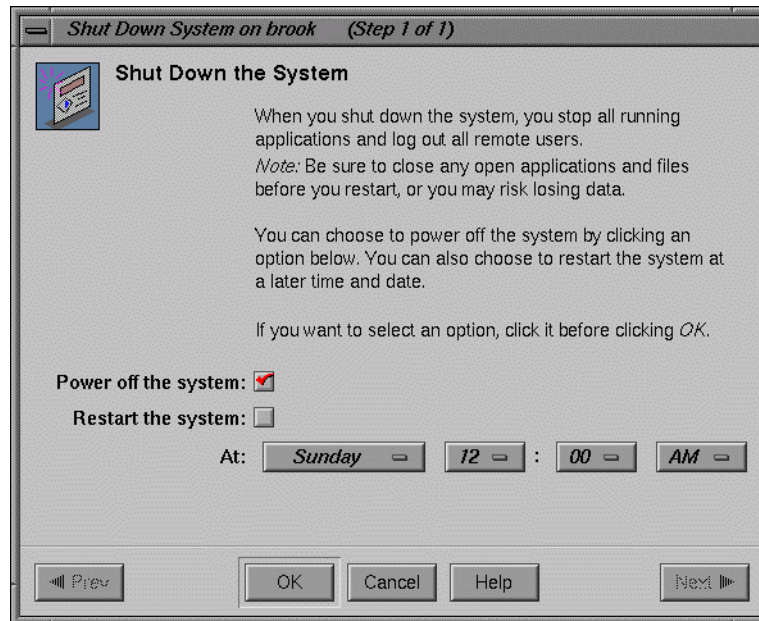 Shut Down System on brook (Step 1 of 1)
Shut Down the System
When you shut down the system, you stop all running
applications and log out all remote users.
Note: Be sure to close any open applications and files
before you restart, or you may risk losing data.
You can choose to power off the system by clicking an
option below. You can also choose to restart the system at
a later time and date.
If you want to select an option, click it before clicking OK.
Power off the system:
Restart the system:
At: Sunday 12 : 00 AM
Prev OK Cancel Help Next